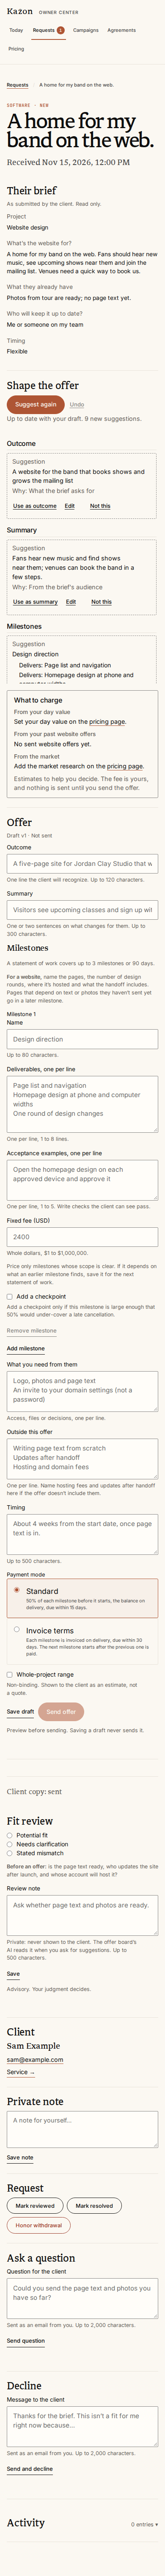 Kazon OWNER CENTER
Today Requests 1 Campaigns Agreements
Pricing
Requests · A home for my band on the web.
SOFTWARE · NEW
A home for my
band on the web.
Received Nov 15, 2026, 12:00 PM
Their brief
As submitted by the client. Read only.
Project
Website design
What's the website for?
A home for my band on the web. Fans should find new
music, see upcoming shows near them and join the
mailing list. Venues need a quick way to book us.
What they already have
Photos from tour are ready; no page text yet.
Who will keep it up to date?
Me or someone on my team
Timing
Flexible
Shape the offer
Suggest again Undo
Up to date with your draft. 9 new suggestions.
Outcome
Suggestion
A website for the band that books shows and
grows the mailing list
Why: What the brief asks for
Use as outcome Edit Not this
Summary
Suggestion
Fans hear new music and find shows
near them; venues can book the band in a
few steps.
Why: From the brief's audience
Use as summary Edit Not this
Milestones
Suggestion
Design direction
Delivers: Page list and navigation
Delivers: Homepage design at phone and
What to charge
From your day value
Set your day value on the pricing page.
From your past website offers
No sent website offers yet.
From the market
Add the market research on the pricing page.
Estimates to help you decide. The fee is yours,
and nothing is sent until you send the offer.
Offer
Draft v1 · Not sent
Outcome
A five-page site for Jordan Clay Studio that w
One line the client will recognize. Up to 120 characters.
Summary
Visitors see upcoming classes and sign up wit
One or two sentences on what changes for them. Up to
300 characters.
Milestones
A statement of work covers up to 3 milestones or 90 days.
For a website, name the pages, the number of design
rounds, where it's hosted and what the handoff includes.
Pages that depend on text or photos they haven't sent yet
go in a later milestone.
Milestone 1
Name
Design direction
Up to 80 characters.
Deliverables, one per line
Page list and navigation
Homepage design at phone and computer
widths
One round of design changes
One per line, 1 to 8 lines.
Acceptance examples, one per line
Open the homepage design on each
approved device and approve it
One per line, 1 to 5. Write checks the client can see pass.
Fixed fee (USD)
2400
Whole dollars, $1 to $1,000,000.
Price only milestones whose scope is clear. If it depends on
what an earlier milestone finds, save it for the next
statement of work.
Add a checkpoint
Add a checkpoint only if this milestone is large enough that
50% would under-cover a late cancellation.
Remove milestone
Add milestone
What you need from them
Logo, photos and page text
An invite to your domain settings (not a
password)
Access, files or decisions, one per line.
Outside this offer
Writing page text from scratch
Updates after handoff
Hosting and domain fees
One per line. Name hosting fees and updates after handoff
here if the offer doesn't include them.
Timing
About 4 weeks from the start date, once page
text is in.
Up to 500 characters.
Payment mode
Standard
50% of each milestone before it starts, the balance on
delivery, due within 15 days.
Invoice terms
Each milestone is invoiced on delivery, due within 30
days. The next milestone starts after the previous one is
paid.
Whole-project range
Non-binding. Shown to the client as an estimate, not
a quote.
Save draft Send offer
Preview before sending. Saving a draft never sends it.
Client copy: sent
Fit review
Potential fit
Needs clarification
Stated mismatch
Before an offer: is the page text ready, who updates the site
after launch, and whose account will host it?
Review note
Ask whether page text and photos are ready.
Private: never shown to the client. The offer board's
AI reads it when you ask for suggestions. Up to
500 characters.
Save
Advisory. Your judgment decides.
Client
Sam Example
sam@example.com
Service →
Private note
A note for yourself...
Save note
Request
Mark reviewed Mark resolved
Honor withdrawal
Ask a question
Question for the client
Could you send the page text and photos you
have so far?
Sent as an email from you. Up to 2,000 characters.
Send question
Decline
Message to the client
Thanks for the brief. This isn't a fit for me
right now because...
Sent as an email from you. Up to 2,000 characters.
Send and decline
Activity 0 entries ▾